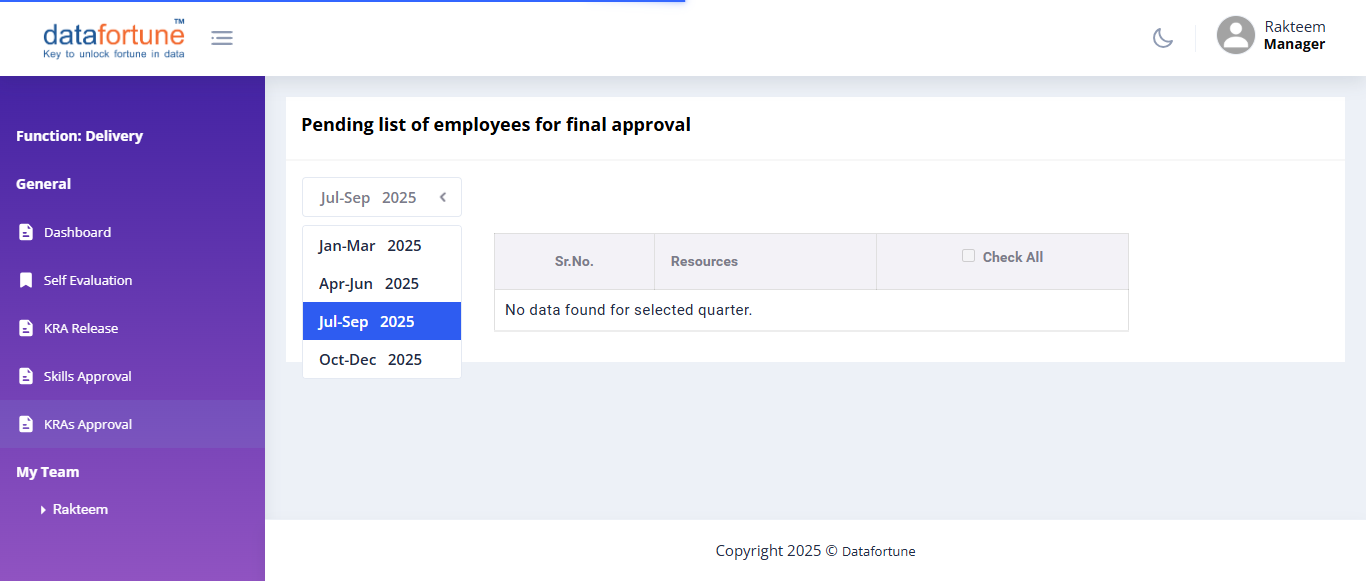 datafortune™
Key to unlock fortune in data
Rakteem
Manager
Function: Delivery
General
Dashboard
Self Evaluation
KRA Release
Skills Approval
KRAs Approval
My Team
Rakteem
Pending list of employees for final approval
Jul-Sep 2025
Jan-Mar 2025
Apr-Jun 2025
Jul-Sep 2025
Oct-Dec 2025
Sr.No. Resources Check All
No data found for selected quarter.
Copyright 2025 © Datafortune